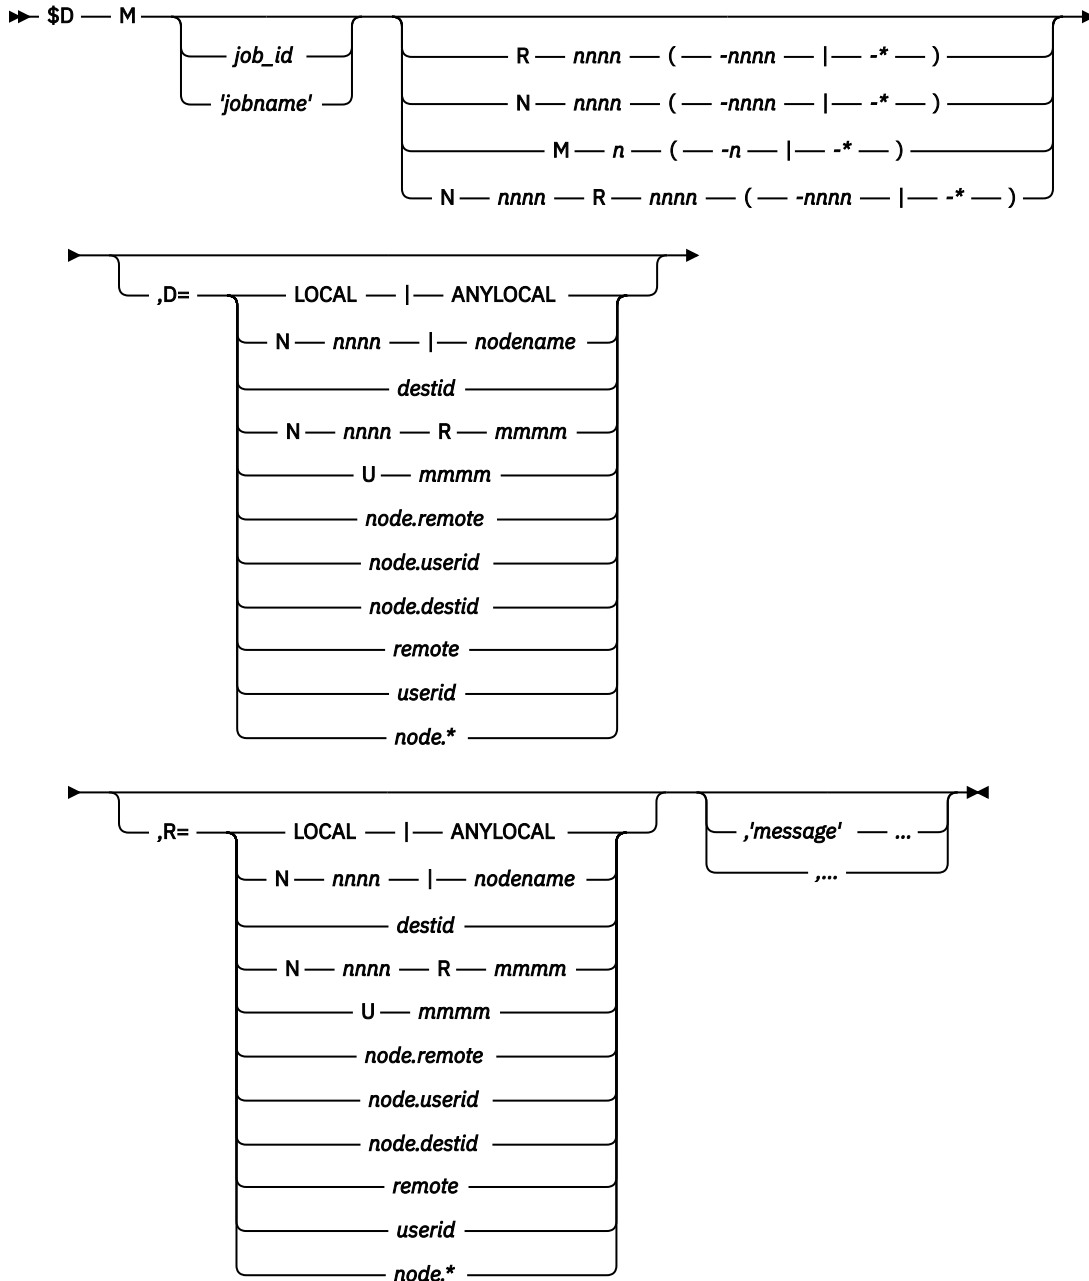 $D M
job_id
'jobname'
R nnnn ( -nnnn | -* )
N nnnn ( -nnnn | -* )
M n ( -n | -* )
N nnnn R nnnn ( -nnnn | -* )
,D= LOCAL | ANYLOCAL
N nnnn | nodename
destid
N nnnn R mmmm
U mmmm
node.remote
node.userid
node.destid
remote
userid
node.*
,R= LOCAL | ANYLOCAL
N nnnn | nodename
destid
N nnnn R mmmm
U mmmm
node.remote
node.userid
node.destid
remote
userid
node.*
,'message' ...
,...